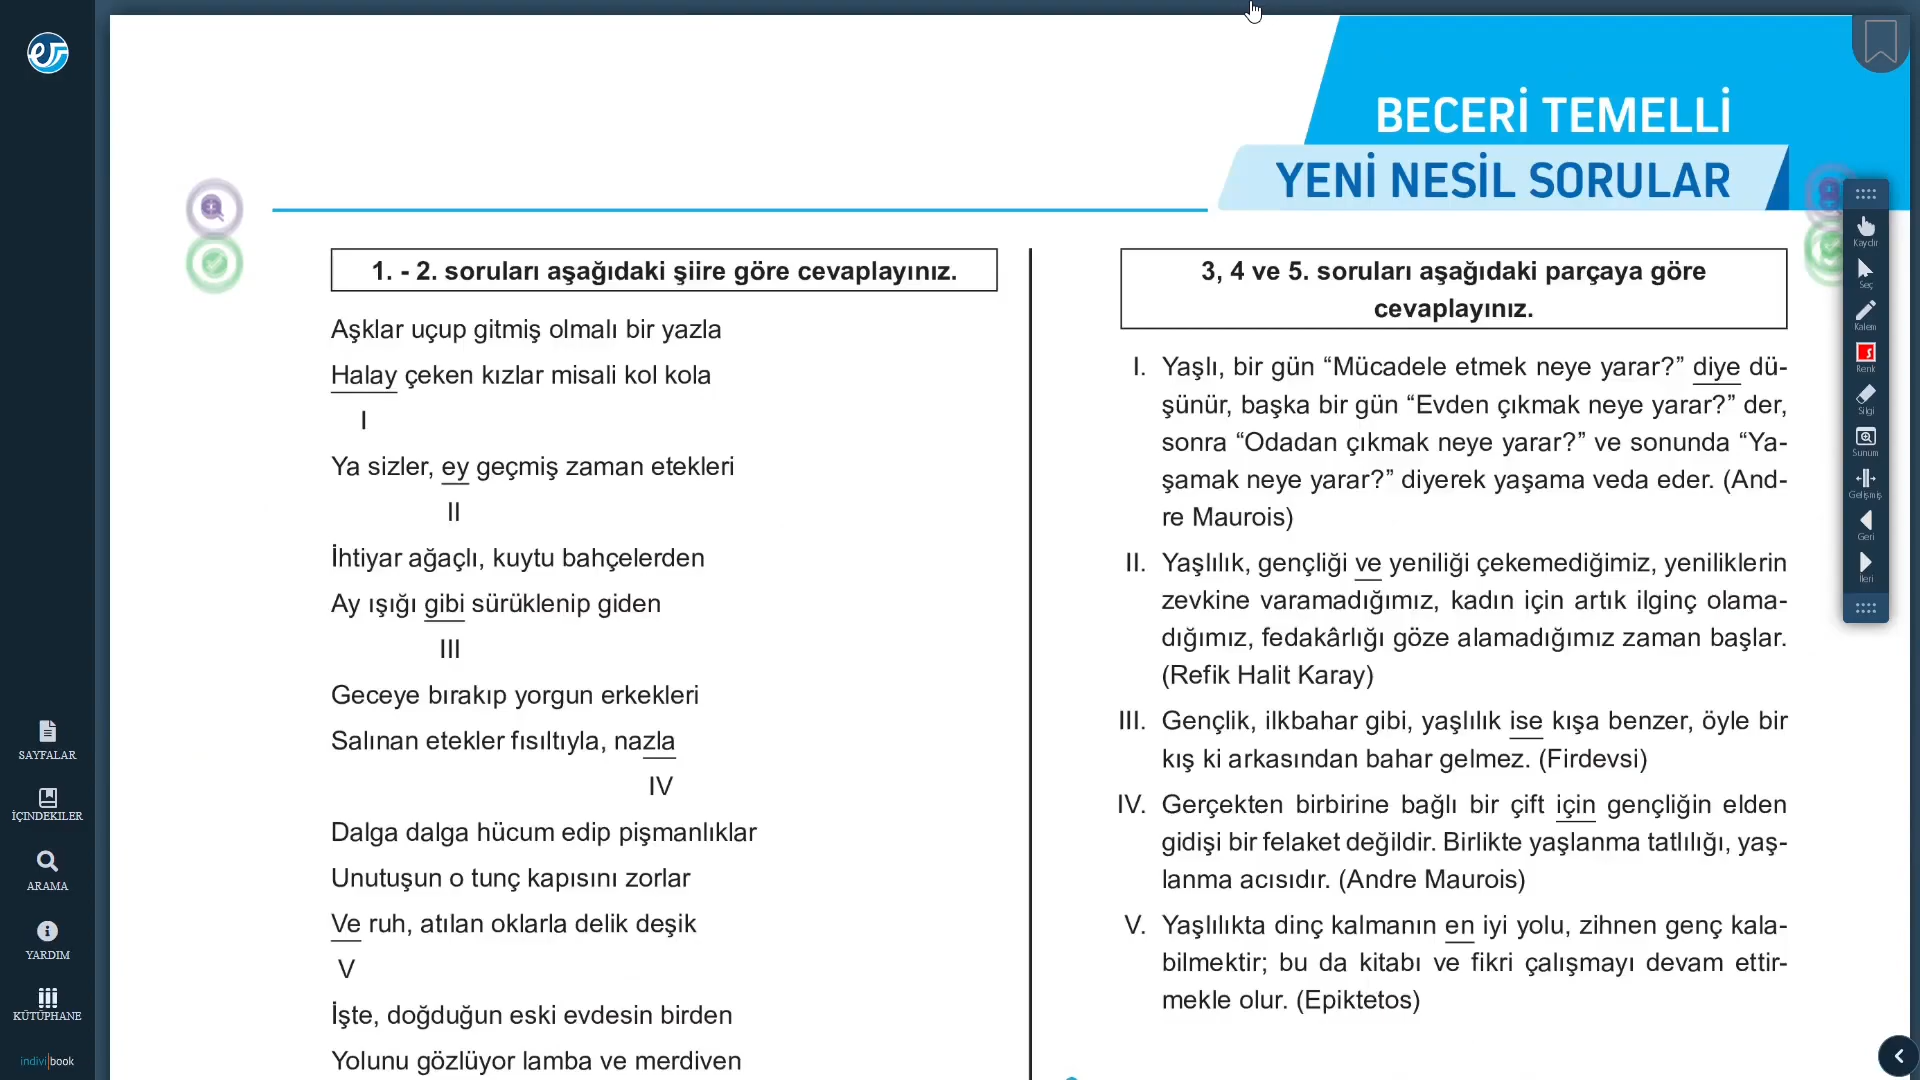 BECERİ TEMELLİ
YENİ NESİL SORULAR
1. - 2. soruları aşağıdaki şiire göre cevaplayınız.
Aşklar uçup gitmiş olmalı bir yazla
Halay çeken kızlar misali kol kola
I
Ya sizler, ey geçmiş zaman etekleri
II
İhtiyar ağaçlı, kuytu bahçelerden
Ay ışığı gibi sürüklenip giden
III
Geceye bırakıp yorgun erkekleri
Salınan etekler fısıltıyla, nazla
IV
Dalga dalga hücum edip pişmanlıklar
Unutuşun o tunç kapısını zorlar
Ve ruh, atılan oklarla delik deşik
V
İşte, doğduğun eski evdesin birden
Yolunu gözlüyor lamba ve merdiven
3, 4 ve 5. soruları aşağıdaki parçaya göre
cevaplayınız.
I. Yaşlı, bir gün “Mücadele etmek neye yarar?” diye dü-
şünür, başka bir gün “Evden çıkmak neye yarar?” der,
sonra “Odadan çıkmak neye yarar?” ve sonunda “Ya-
şamak neye yarar?” diyerek yaşama veda eder. (And-
re Maurois)
II. Yaşlılık, gençliği ve yeniliği çekemediğimiz, yeniliklerin
zevkine varamadığımız, kadın için artık ilginç olama-
dığımız, fedakârlığı göze alamadığımız zaman başlar.
(Refik Halit Karay)
III. Gençlik, ilkbahar gibi, yaşlılık ise kışa benzer, öyle bir
kış ki arkasından bahar gelmez. (Firdevsi)
IV. Gerçekten birbirine bağlı bir çift için gençliğin elden
gidişi bir felaket değildir. Birlikte yaşlanma tatlılığı, yaş-
lanma acısıdır. (Andre Maurois)
V. Yaşlılıkta dinç kalmanın en iyi yolu, zihnen genç kala-
bilmektir; bu da kitabı ve fikri çalışmayı devam ettir-
mekle olur. (Epiktetos)
SAYFALAR
İÇİNDEKİLER
ARAMA
YARDIM
KÜTÜPHANE
indivibook
Kaydır
Seç
Kalem
Renk
Silgi
Sunum
Gelişmiş
Geri
İleri